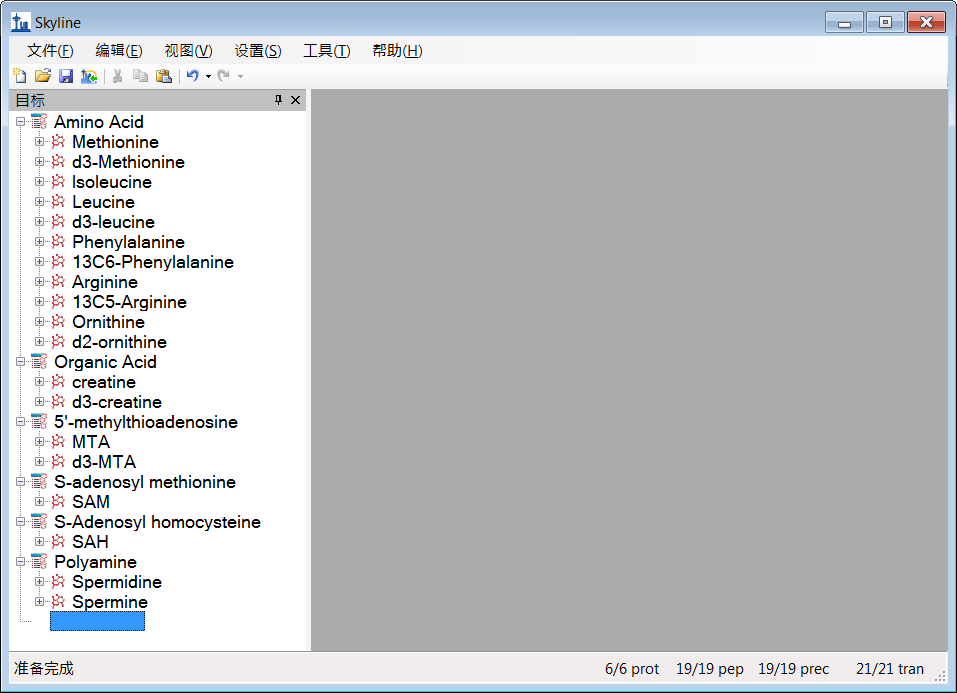 Skyline
文件(F) 编辑(E) 视图(V) 设置(S) 工具(T) 帮助(H)
目标
Amino Acid
Methionine
d3-Methionine
Isoleucine
Leucine
d3-leucine
Phenylalanine
13C6-Phenylalanine
Arginine
13C5-Arginine
Ornithine
d2-ornithine
Organic Acid
creatine
d3-creatine
5'-methylthioadenosine
MTA
d3-MTA
S-adenosyl methionine
SAM
S-Adenosyl homocysteine
SAH
Polyamine
Spermidine
Spermine
准备完成 6/6 prot 19/19 pep 19/19 prec 21/21 tran